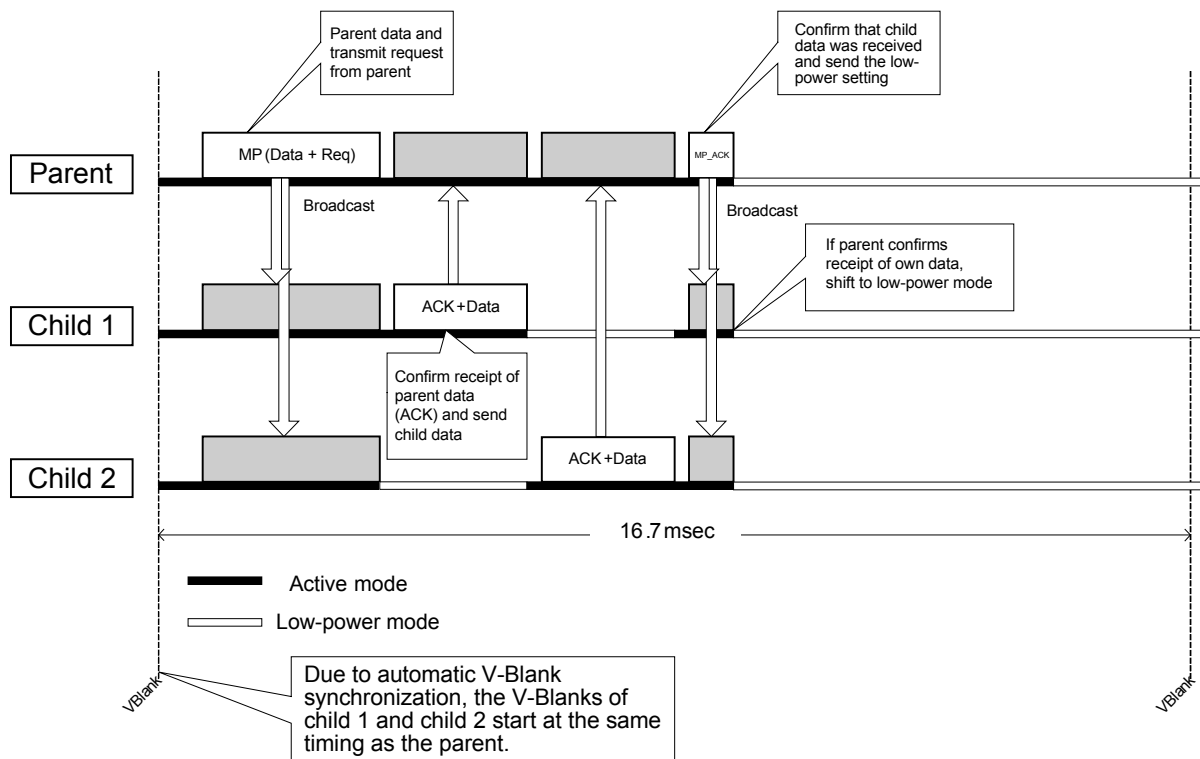 Parent data and
transmit request
from parent
Confirm that child
data was received
and send the low-
power setting
Parent
MP (Data + Req)
MP_ACK
Broadcast
Broadcast
If parent confirms
receipt of own data,
shift to low-power mode
Child 1
ACK+Data
Confirm receipt of
parent data
(ACK) and send
child data
Child 2
ACK+Data
16.7msec
Active mode
Low-power mode
VBlank
VBlank
Due to automatic V-Blank
synchronization, the V-Blanks of
child 1 and child 2 start at the same
timing as the parent.